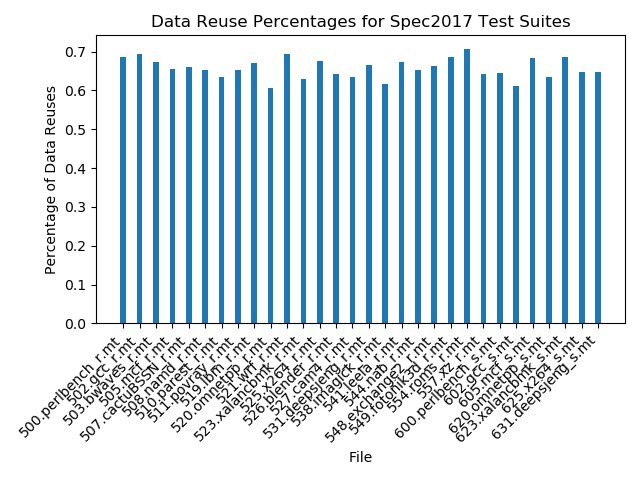 Data Reuse Percentages for Spec2017 Test Suites
Percentage of Data Reuses
0.7
0.6
0.5
0.4
0.3
0.2
0.1
0.0
500.perlbench_r.mt
502.gcc_r.mt
503.bwaves_r.mt
505.mcf_r.mt
507.cactuBSSN_r.mt
508.namd_r.mt
510.parest_r.mt
511.povray_r.mt
519.lbm_r.mt
520.omnetpp_r.mt
521.wrf_r.mt
523.xalancbmk_r.mt
525.x264_r.mt
526.blender_r.mt
527.cam4_r.mt
531.deepsjeng_r.mt
538.imagick_r.mt
541.leela_r.mt
544.nab_r.mt
548.exchange2_r.mt
549.fotonik3d_r.mt
554.roms_r.mt
557.xz_r.mt
600.perlbench_s.mt
602.gcc_s.mt
605.mcf_s.mt
620.omnetpp_s.mt
623.xalancbmk_s.mt
625.x264_s.mt
631.deepsjeng_s.mt
File